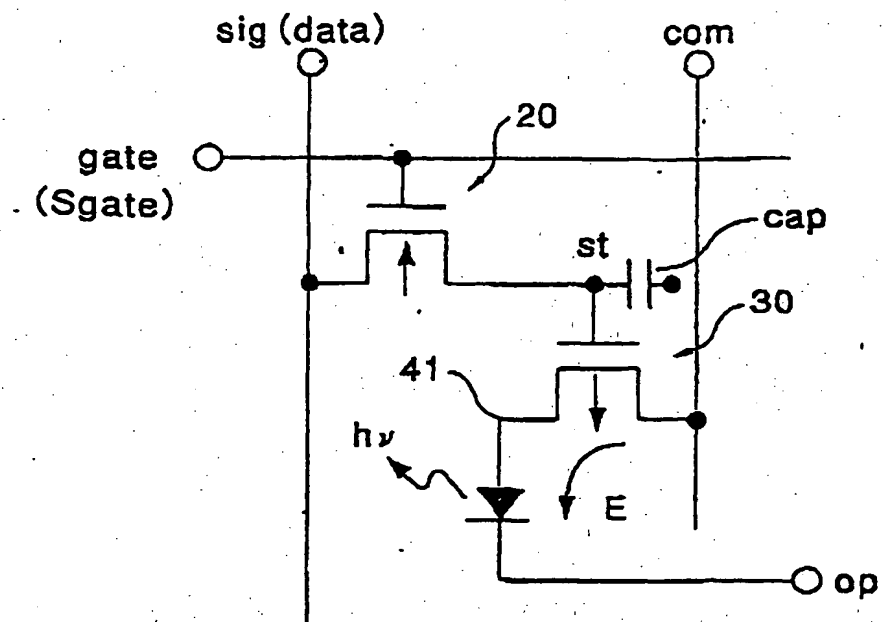 sig (data)
com
20
gate
(Sgate)
cap
st
30
41
hν
E
op